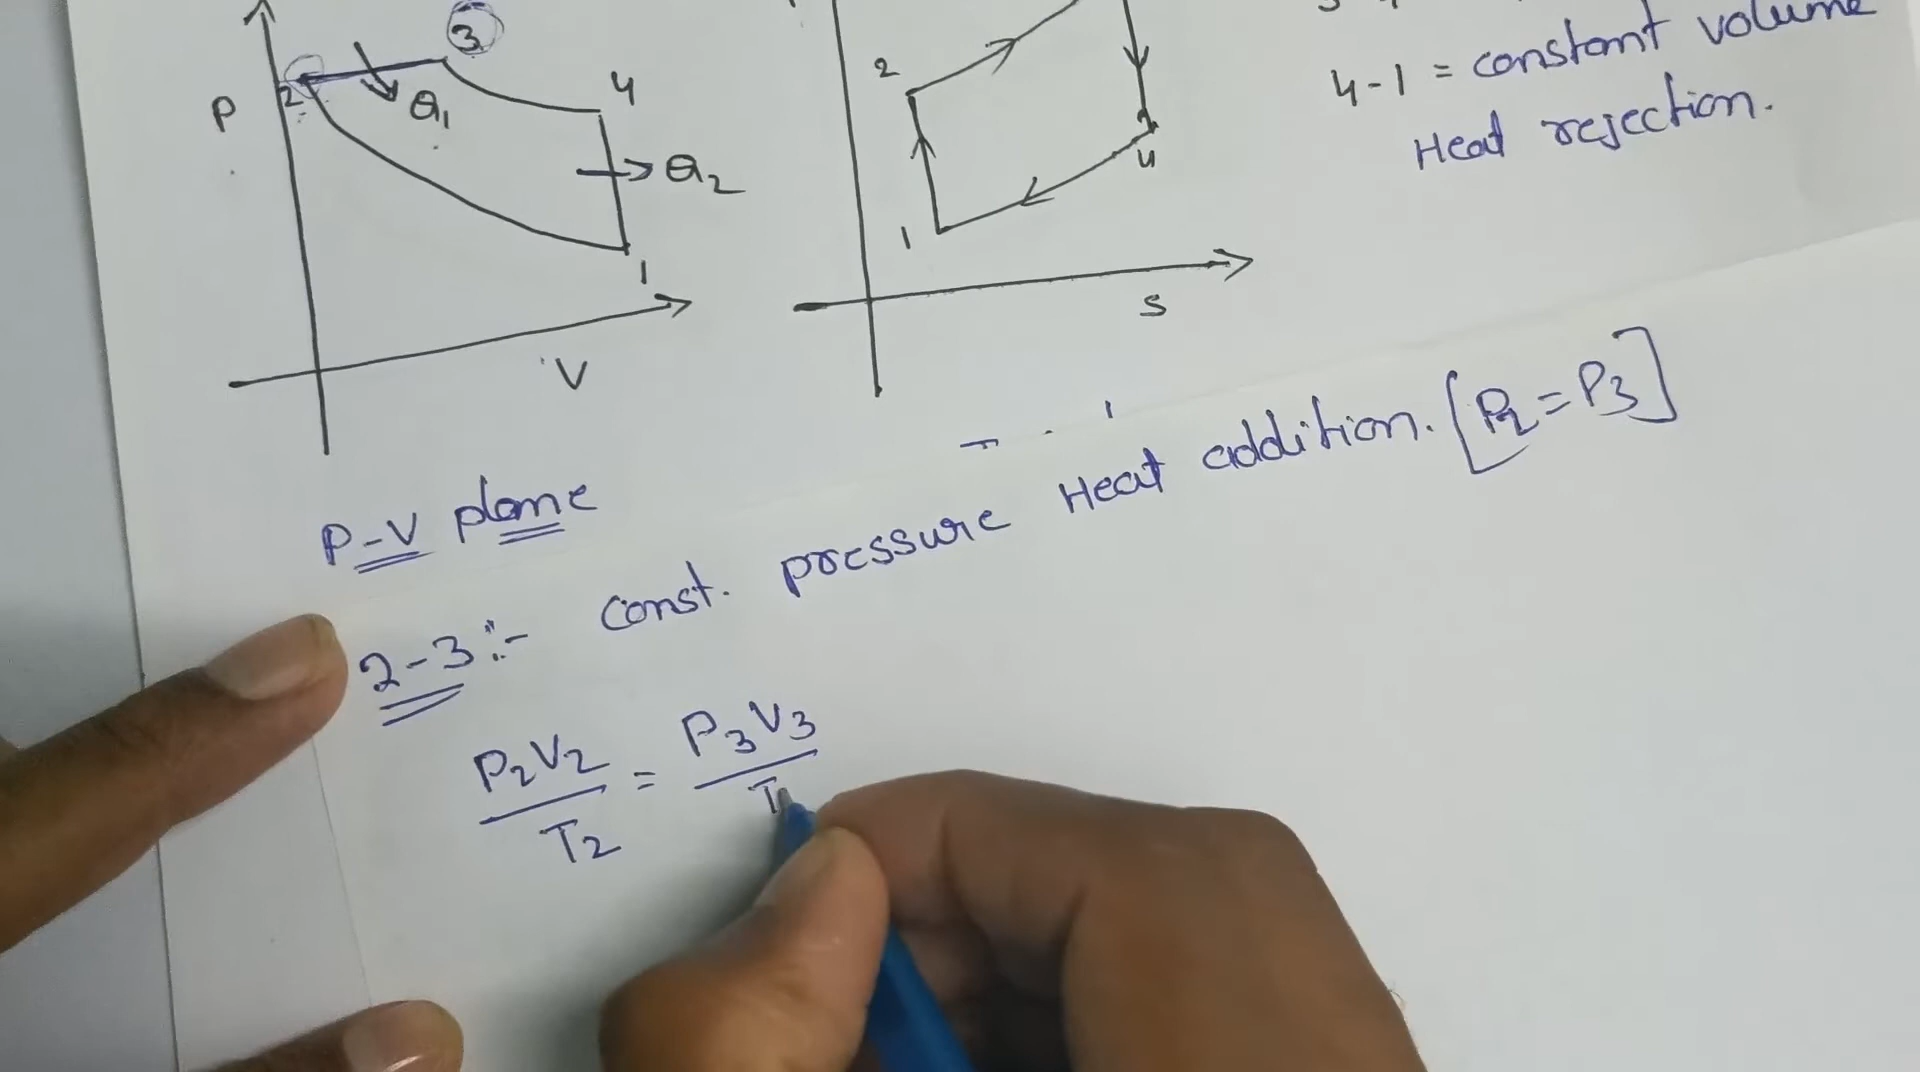 3
2
P
Q1
4
Q2
1
V
2
4
1
S
4-1 = constant volume
Heat rejection.
P-V plane
2-3:- const. pressure Heat addition. [P2=P3]
P2V2/T2 = P3V3/T